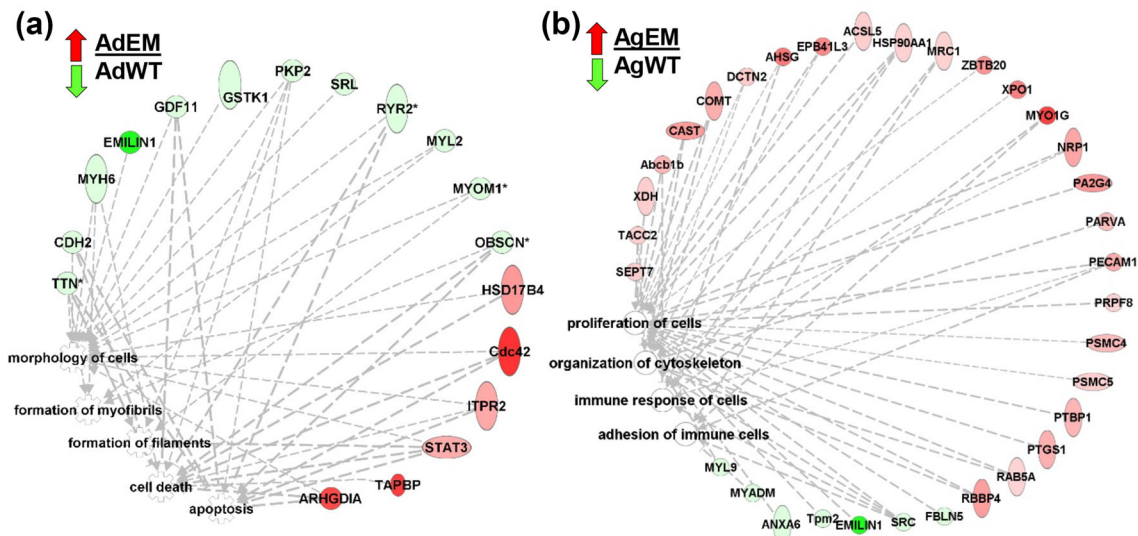 (a)
AdEM
AdWT
GDF11
GSTK1
PKP2
SRL
RYR2*
EMILIN1
MYL2
MYH6
MYOM1*
CDH2
OBSCN*
TTN*
HSD17B4
morphology of cells
Cdc42
formation of myofibrils
ITPR2
formation of filaments
STAT3
cell death
TAPBP
apoptosis
ARHGDIA
(b)
AgEM
AgWT
ACSL5
EPB41L3
HSP90AA1
AHSG
MRC1
DCTN2
ZBTB20
COMT
XPO1
CAST
MYO1G
Abcb1b
NRP1
XDH
PA2G4
TACC2
PARVA
SEPT7
PECAM1
proliferation of cells
PRPF8
organization of cytoskeleton
PSMC4
immune response of cells
PSMC5
adhesion of immune cells
PTBP1
MYL9
PTGS1
MYADM
RAB5A
ANXA6
Tpm2
EMILIN1
SRC
FBLN5
RBBP4